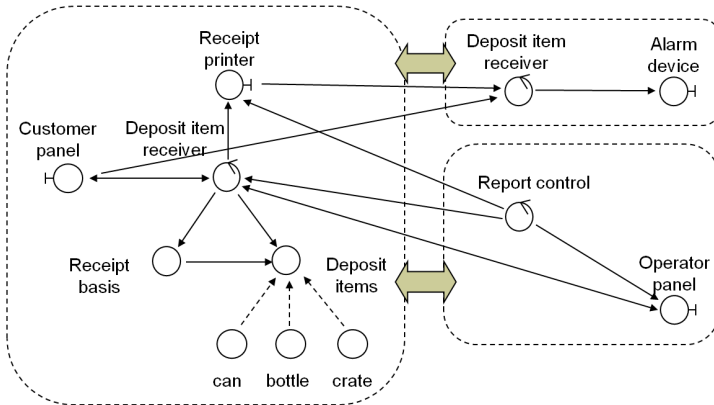 Receipt
printer
Deposit item
receiver
Alarm
device
Customer
panel
Deposit item
receiver
Report control
Receipt
basis
Deposit
items
Operator
panel
can
bottle
crate